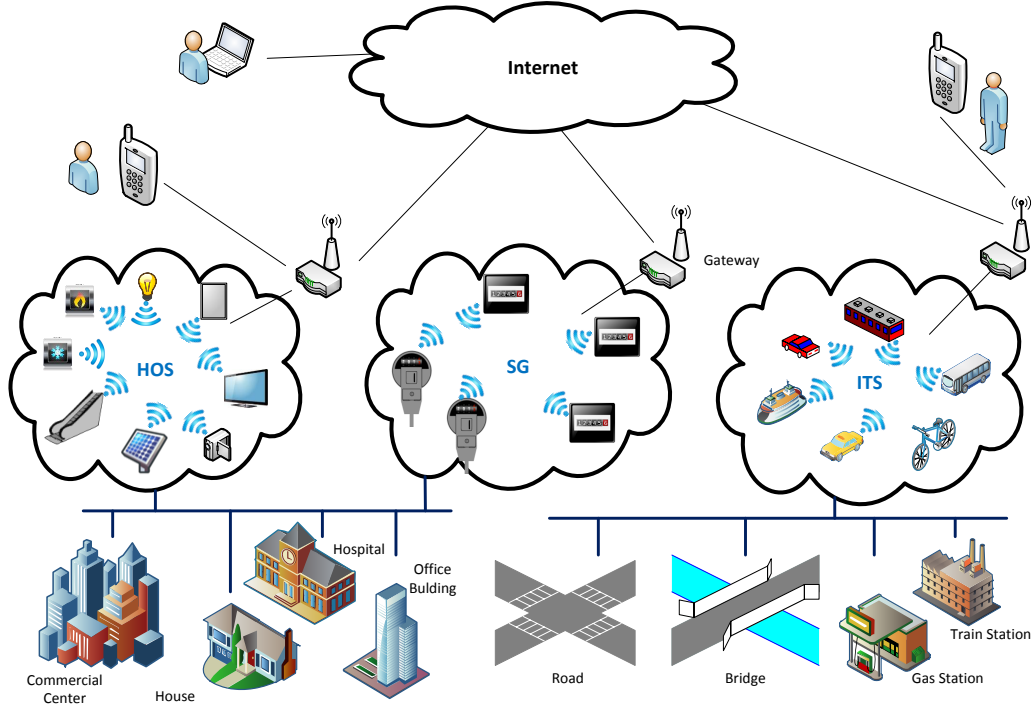 Internet
Gateway
HOS
SG
ITS
Hospital
Office
Bulding
Commercial
Center
House
Road
Bridge
Gas Station
Train Station